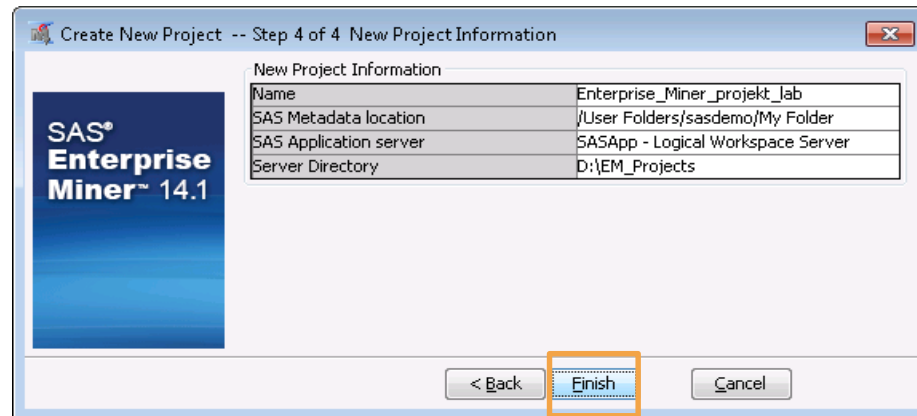 Create New Project -- Step 4 of 4 New Project Information
SAS®
Enterprise
Miner™ 14.1
New Project Information
Name Enterprise_Miner_projekt_lab
SAS Metadata location /User Folders/sasdemo/My Folder
SAS Application server SASApp - Logical Workspace Server
Server Directory D:\EM_Projects
< Back Finish Cancel